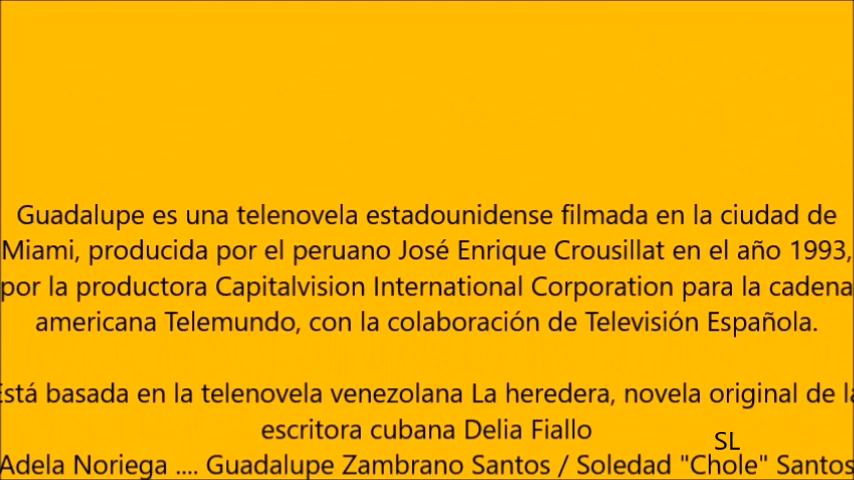 Guadalupe es una telenovela estadounidense filmada en la ciudad de
Miami, producida por el peruano José Enrique Crousillat en el año 1993,
por la productora Capitalvision International Corporation para la cadena
americana Telemundo, con la colaboración de Televisión Española.
Está basada en la telenovela venezolana La heredera, novela original de la
escritora cubana Delia Fiallo
SL
Adela Noriega .... Guadalupe Zambrano Santos / Soledad "Chole" Santos